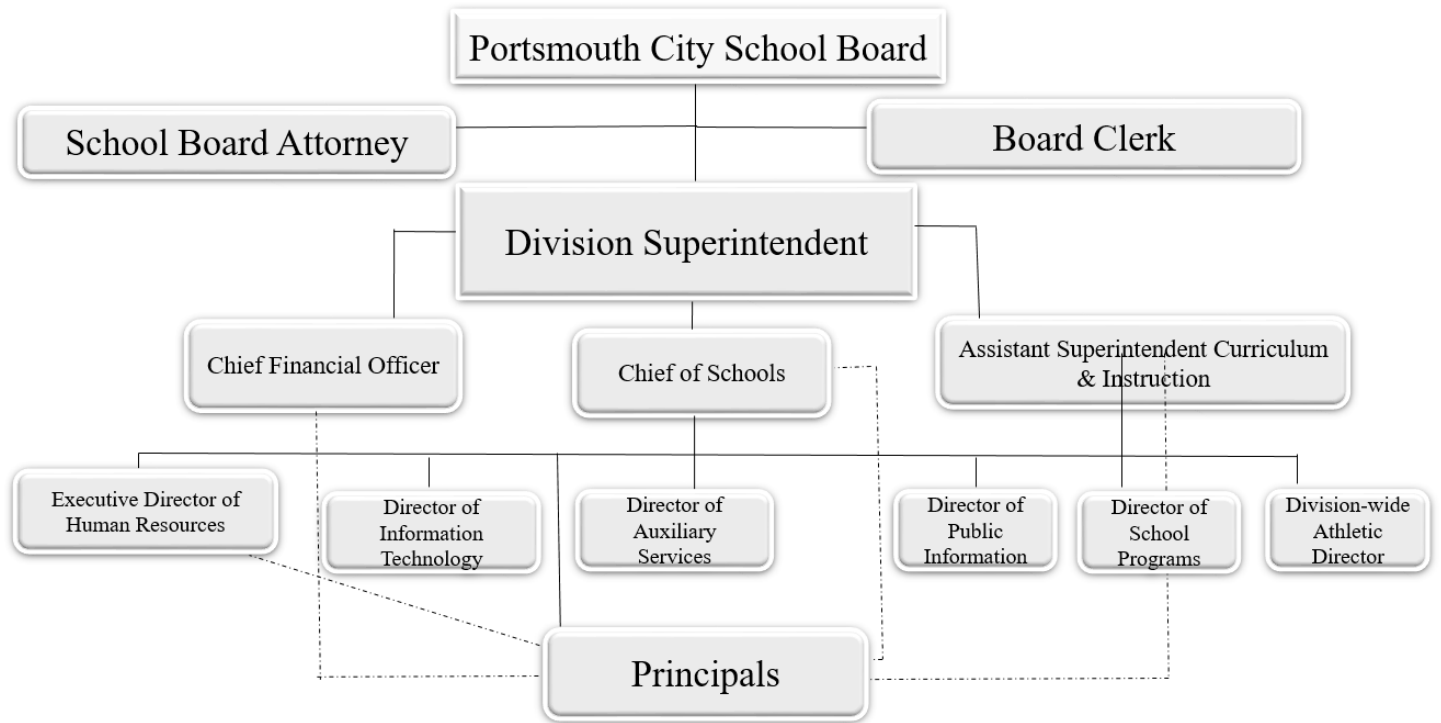 Portsmouth City School Board
School Board Attorney
Board Clerk
Division Superintendent
Chief Financial Officer
Chief of Schools
Assistant Superintendent Curriculum
& Instruction
Executive Director of
Human Resources
Director of
Information
Technology
Director of
Auxiliary
Services
Director of
Public
Information
Director of
School
Programs
Division-wide
Athletic
Director
Principals